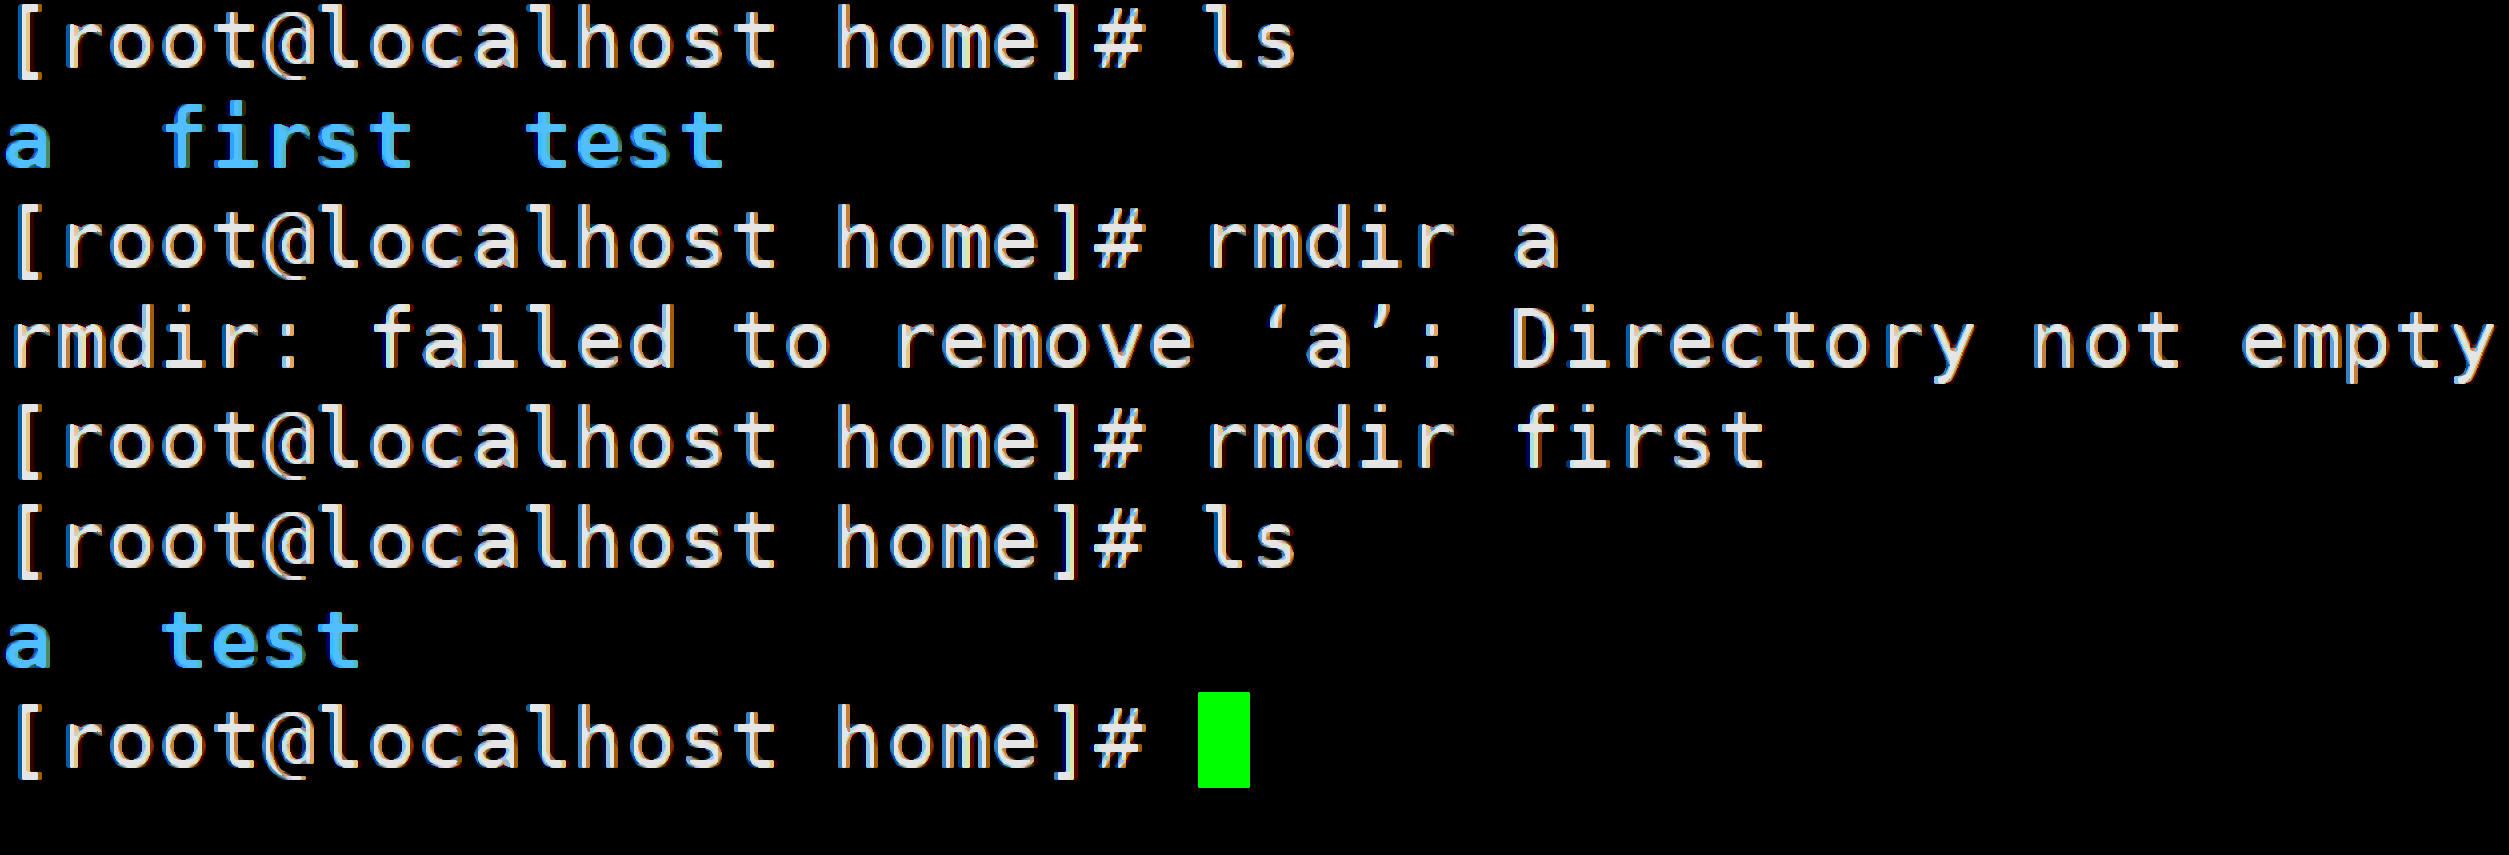 [root@localhost home]# ls
a  first  test
[root@localhost home]# rmdir a
rmdir: failed to remove ‘a’: Directory not empty
[root@localhost home]# rmdir first
[root@localhost home]# ls
a  test
[root@localhost home]#